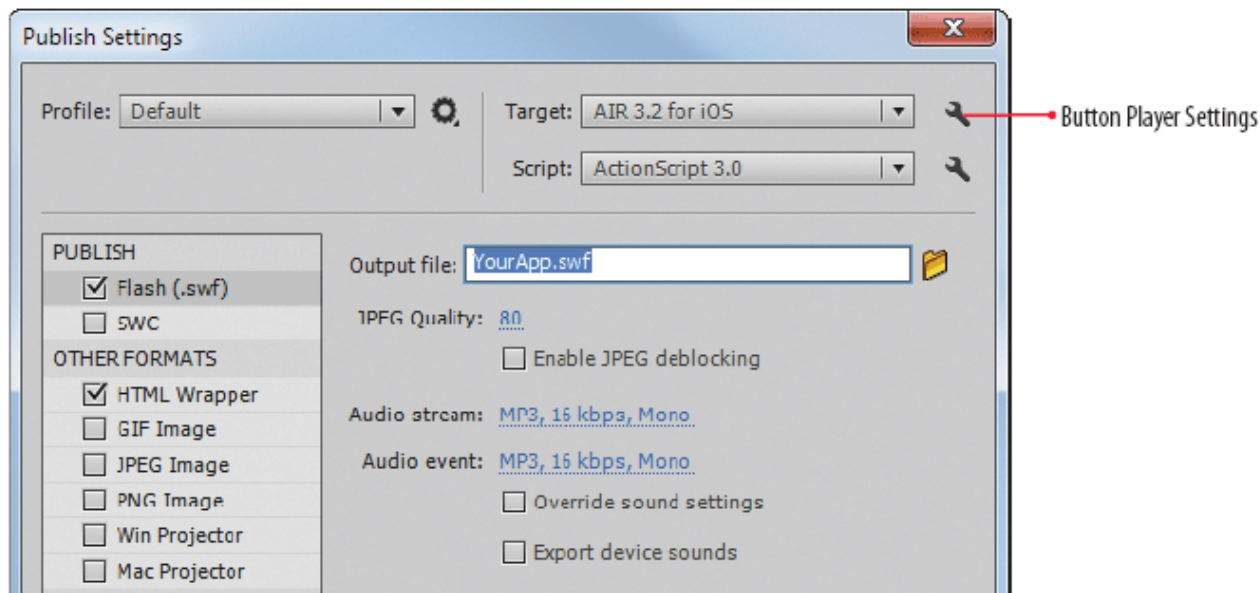 Publish Settings
Profile: Default
Target: AIR 3.2 for iOS
Button Player Settings
Script: ActionScript 3.0
PUBLISH
Flash (.swf)
SWC
OTHER FORMATS
HTML Wrapper
GIF Image
JPEG Image
PNG Image
Win Projector
Mac Projector
Output file: YourApp.swf
JPEG Quality: 80
Enable JPEG deblocking
Audio stream: MP3, 16 kbps, Mono
Audio event: MP3, 16 kbps, Mono
Override sound settings
Export device sounds